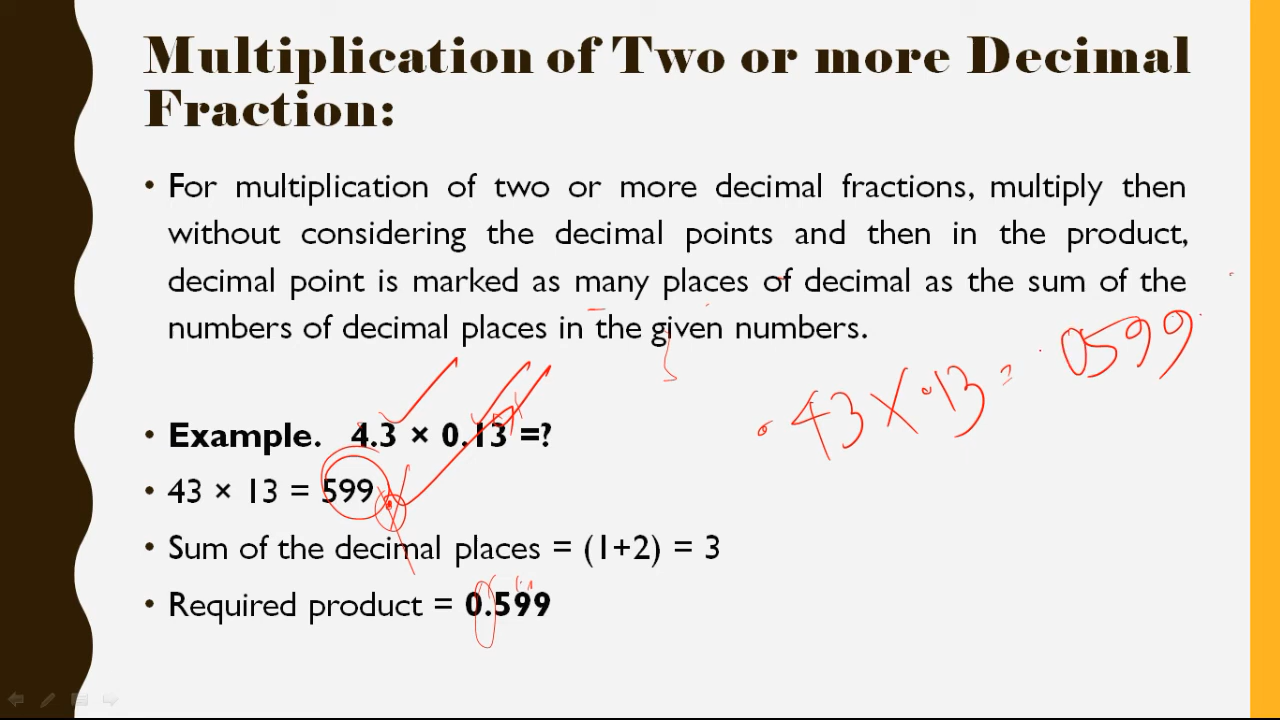 Multiplication of Two or more Decimal
Fraction:
• For multiplication of two or more decimal fractions, multiply then
without considering the decimal points and then in the product,
decimal point is marked as many places of decimal as the sum of the
numbers of decimal places in the given numbers.
• Example. 4.3 × 0.13 =?
.43 × .13 = .0599
• 43 × 13 = 599
• Sum of the decimal places = (1+2) = 3
• Required product = 0.599